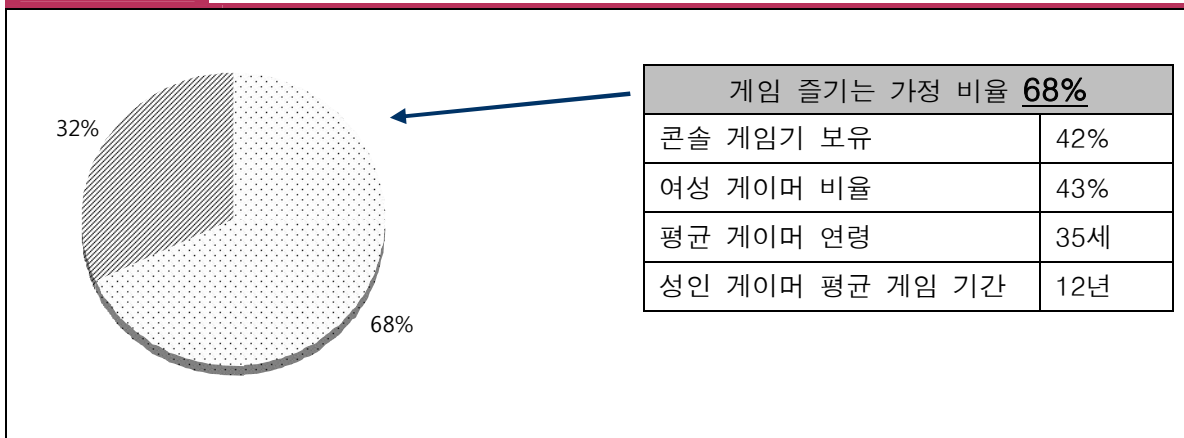 32%
68%
게임 즐기는 가정 비율 68%
콘솔 게임기 보유 42%
여성 게이머 비율 43%
평균 게이머 연령 35세
성인 게이머 평균 게임 기간 12년